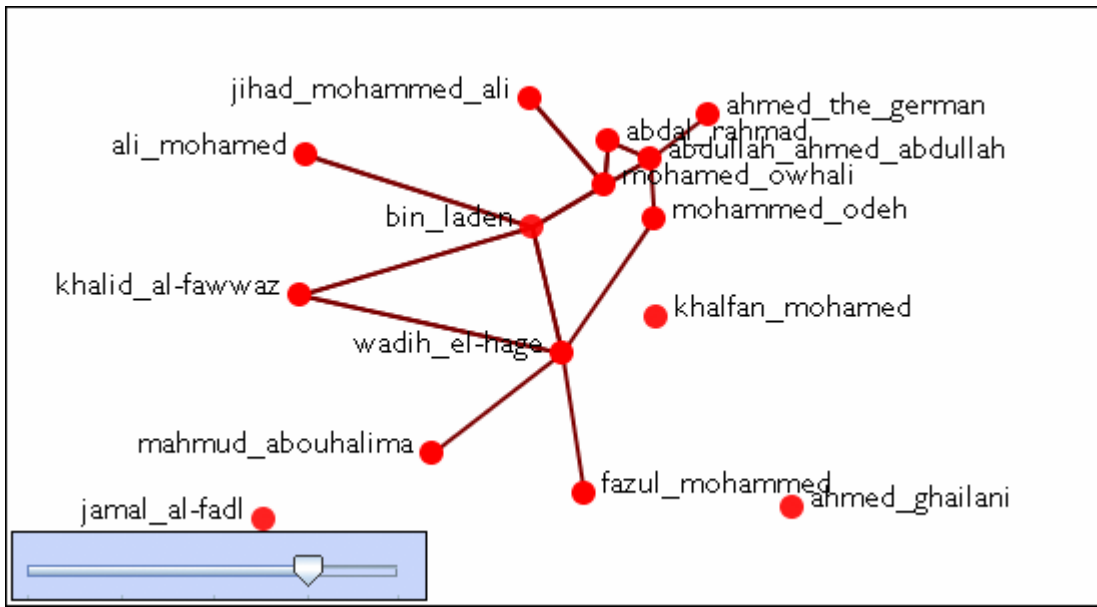 jihad_mohammed_ali
ahmed_the_german
abdal_rahmad
ali_mohamed
abdullah_ahmed_abdullah
mohamed_owhali
bin_laden
mohammed_odeh
khalid_al-fawwaz
khalfan_mohamed
wadih_el-hage
mahmud_abouhalima
fazul_mohammed
ahmed_ghailani
jamal_al-fadl